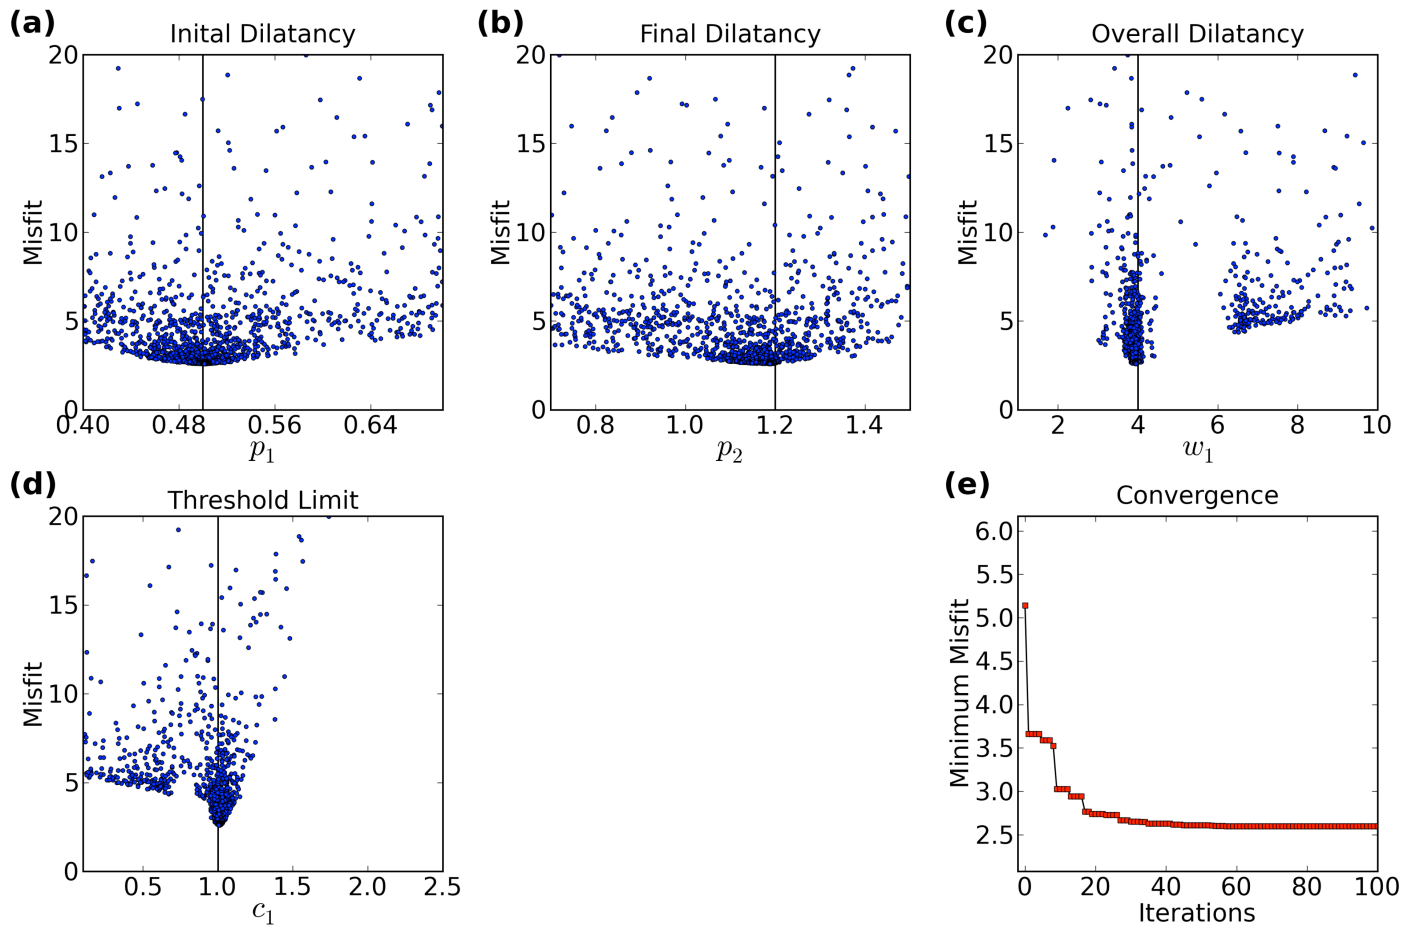 (a)
Inital Dilatancy
20
15
10
5
0
Misfit
0.40 0.48 0.56 0.64
p1
(b)
Final Dilatancy
20
15
10
5
0
Misfit
0.8 1.0 1.2 1.4
p2
(c)
Overall Dilatancy
20
15
10
5
0
Misfit
2 4 6 8 10
w1
(d)
Threshold Limit
20
15
10
5
0
Misfit
0.5 1.0 1.5 2.0 2.5
c1
(e)
Convergence
6.0
5.5
5.0
4.5
4.0
3.5
3.0
2.5
Minimum Misfit
0 20 40 60 80 100
Iterations